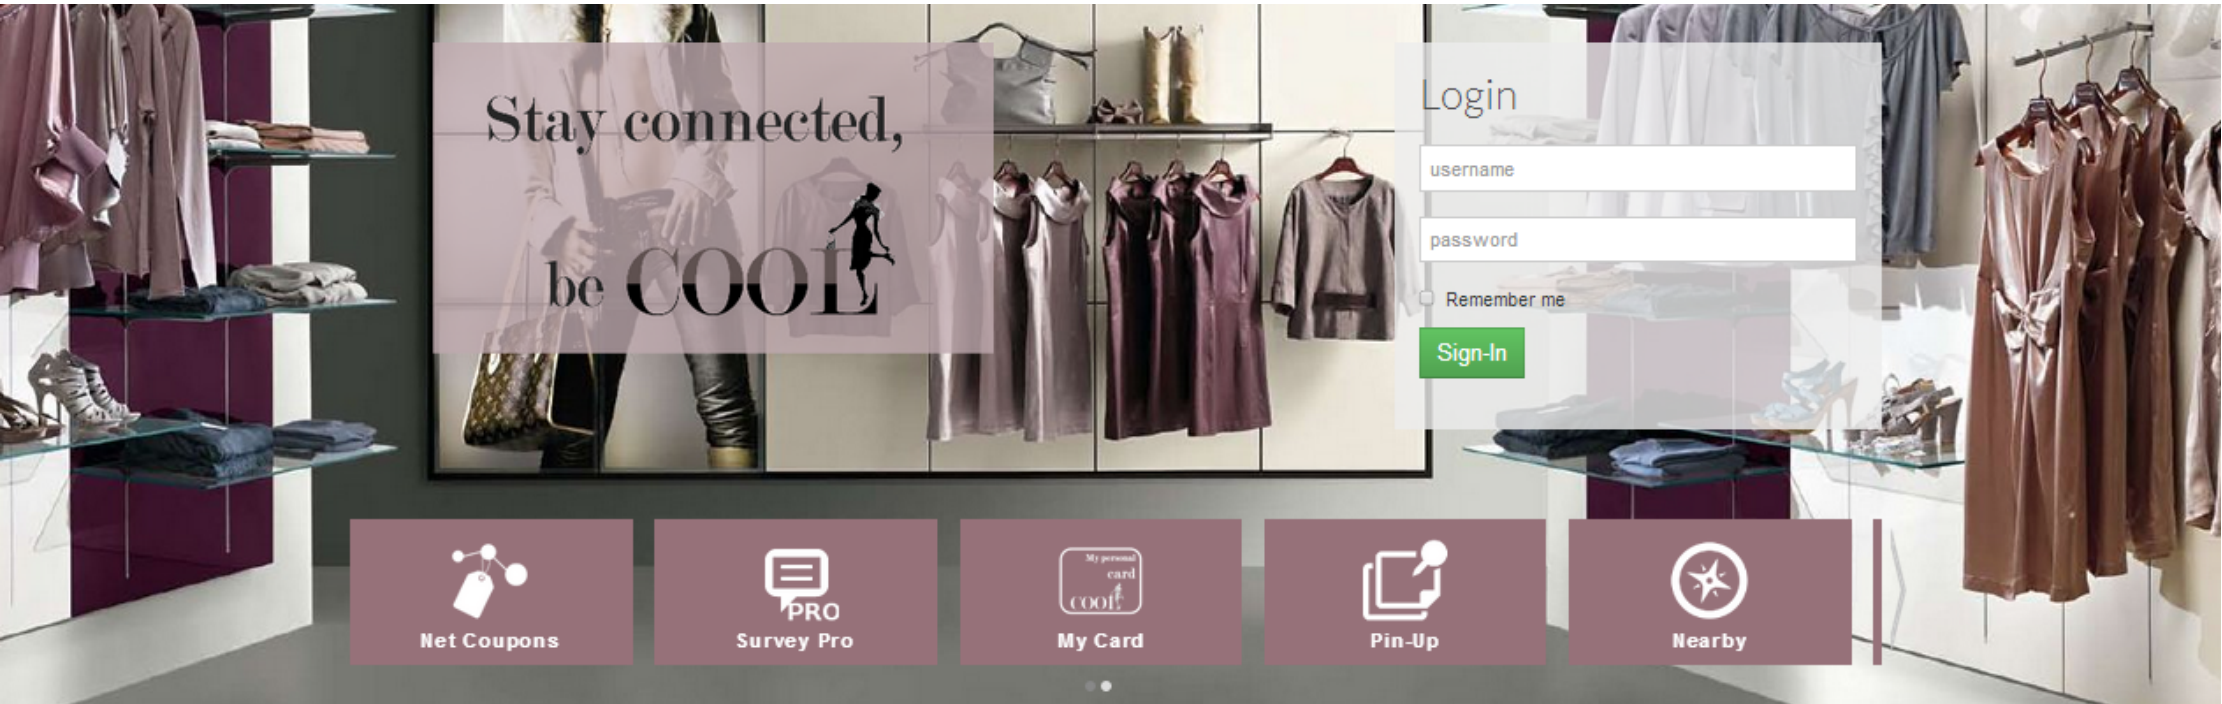 Stay connected,
be COOL
Login
username
password
Remember me
Sign-In
PRO
My personal
card
COOL
Net Coupons
Survey Pro
My Card
Pin-Up
Nearby